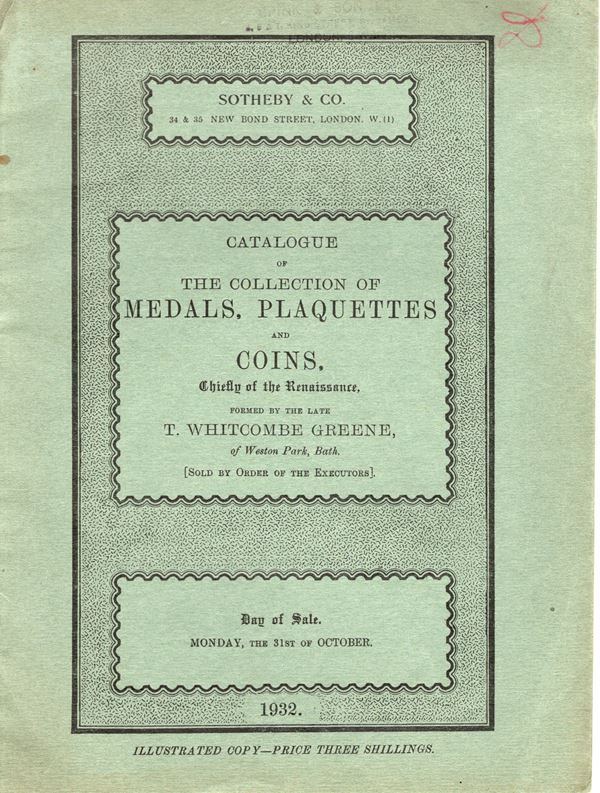 SOTHEBY & CO.
34 & 35 NEW BOND STREET, LONDON. W.(1)
CATALOGUE
OF
THE COLLECTION OF
MEDALS, PLAQUETTES
AND
COINS,
Chiefly of the Renaissance,
FORMED BY THE LATE
T. WHITCOMBE GREENE,
of Weston Park, Bath.
[SOLD BY ORDER OF THE EXECUTORS].
Day of Sale.
MONDAY, THE 31ST OF OCTOBER.
1932.
ILLUSTRATED COPY—PRICE THREE SHILLINGS.